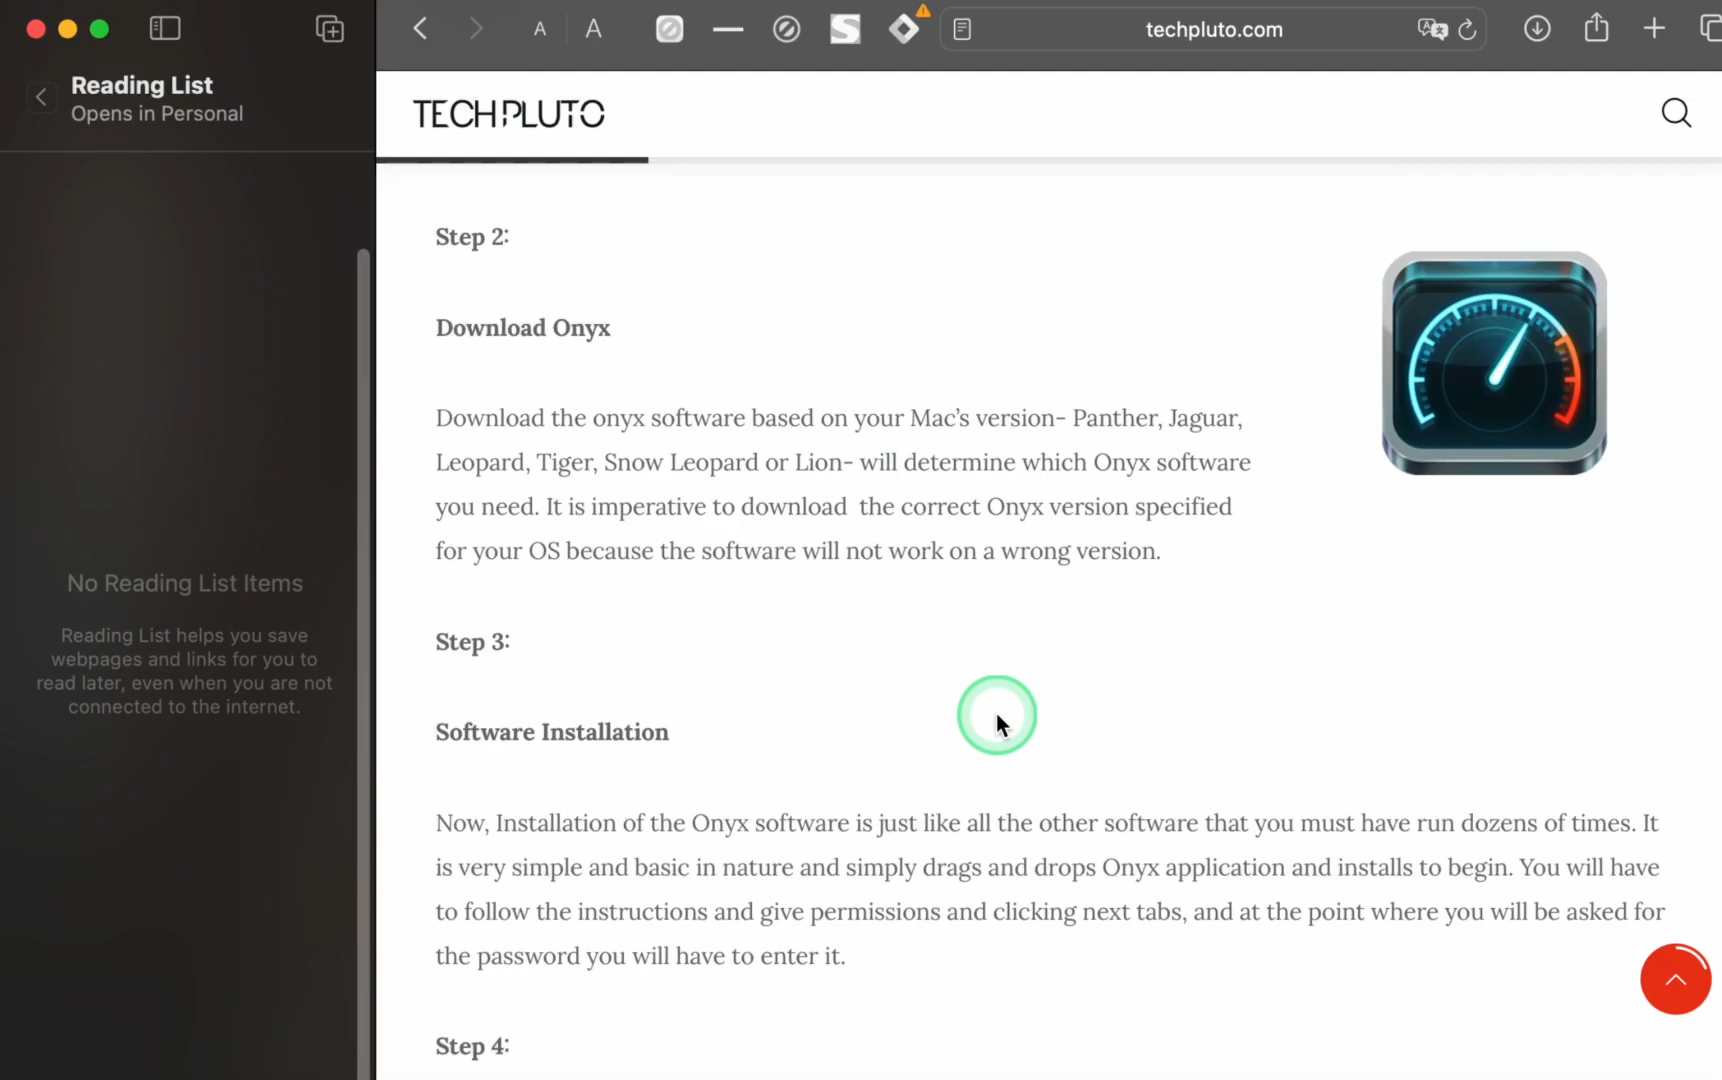 Reading List
Opens in Personal
No Reading List Items
Reading List helps you save
webpages and links for you to
read later, even when you are not
connected to the internet.
A A
S
techpluto.com
TECHPLUTO
Step 2:
Download Onyx
Download the onyx software based on your Mac’s version- Panther, Jaguar,
Leopard, Tiger, Snow Leopard or Lion- will determine which Onyx software
you need. It is imperative to download  the correct Onyx version specified
for your OS because the software will not work on a wrong version.
Step 3:
Software Installation
Now, Installation of the Onyx software is just like all the other software that you must have run dozens of times. It
is very simple and basic in nature and simply drags and drops Onyx application and installs to begin. You will have
to follow the instructions and give permissions and clicking next tabs, and at the point where you will be asked for
the password you will have to enter it.
Step 4: